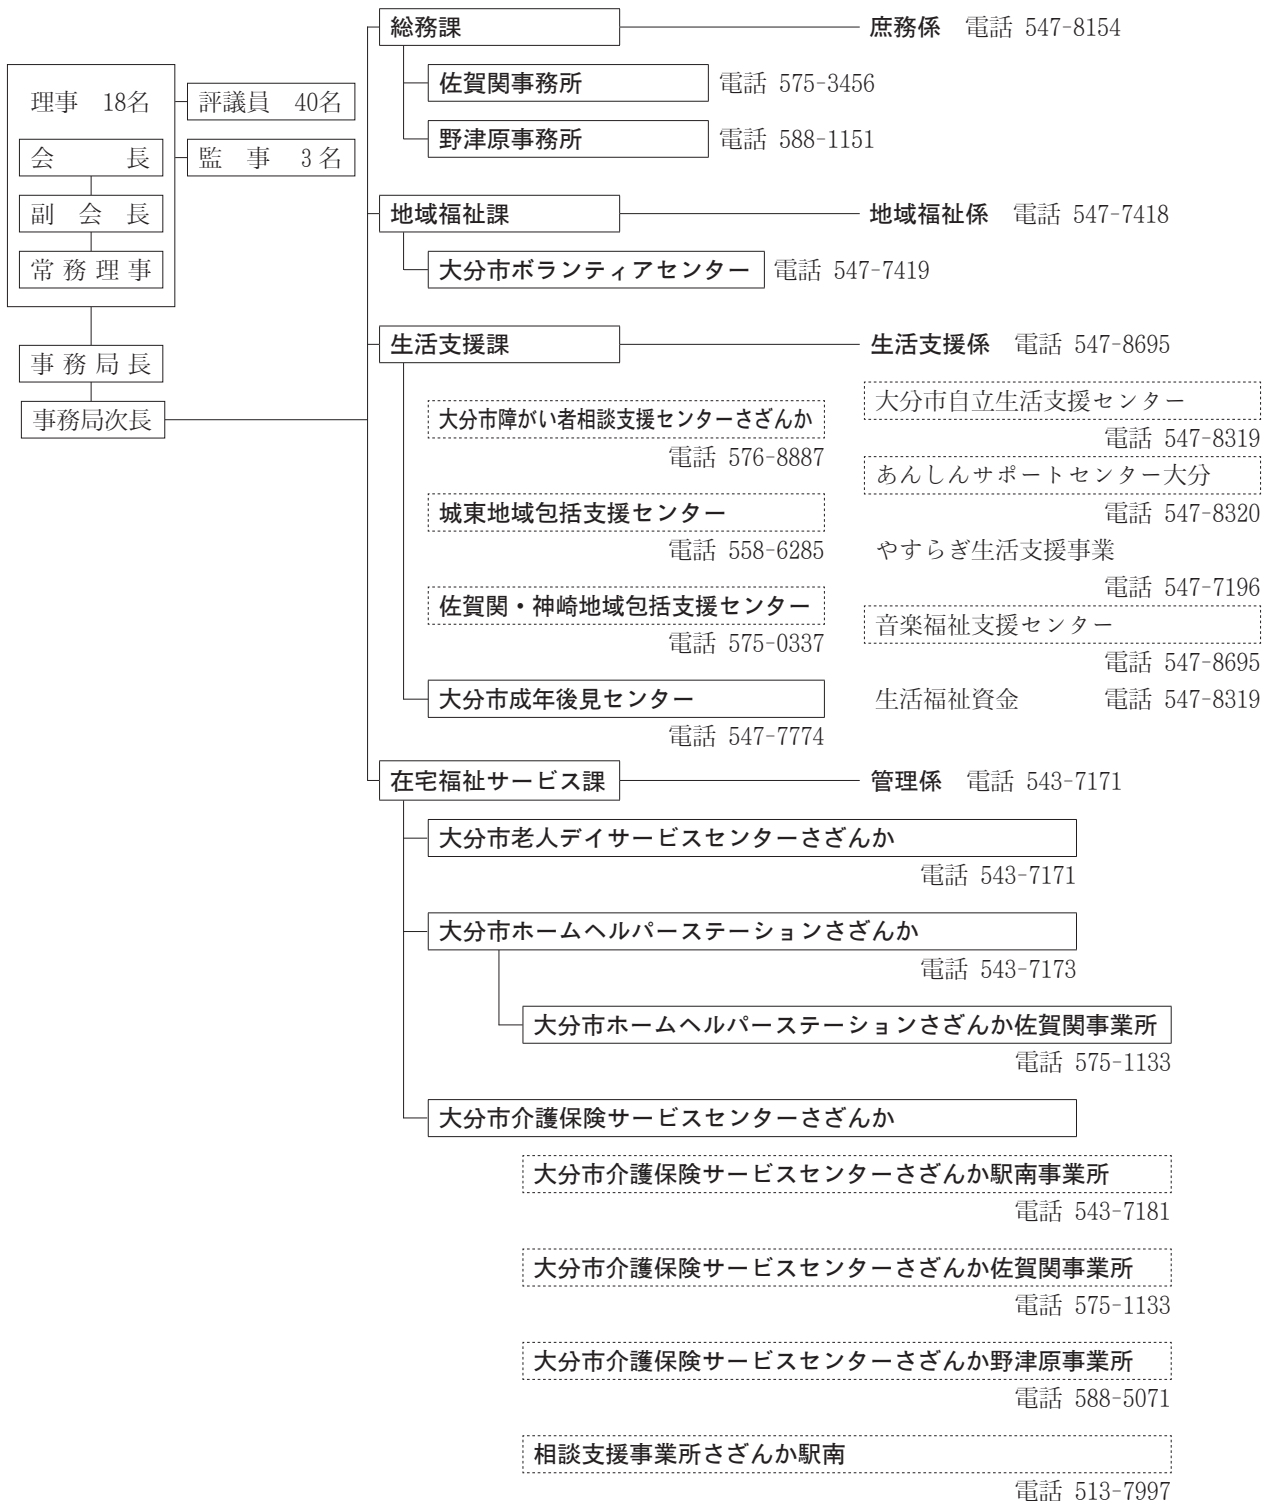 理事　18名
会　　　長
副　会　長
常務理事
評議員　40名
監　事　3名
事務局長
事務局次長
総務課
庶務係　電話 547-8154
佐賀関事務所　電話 575-3456
野津原事務所　電話 588-1151
地域福祉課
地域福祉係　電話 547-7418
大分市ボランティアセンター　電話 547-7419
生活支援課
生活支援係　電話 547-8695
大分市障がい者相談支援センターさざんか
電話 576-8887
城東地域包括支援センター
電話 558-6285
佐賀関・神崎地域包括支援センター
電話 575-0337
大分市成年後見センター
電話 547-7774
大分市自立生活支援センター
電話 547-8319
あんしんサポートセンター大分
電話 547-8320
やすらぎ生活支援事業
電話 547-7196
音楽福祉支援センター
電話 547-8695
生活福祉資金　電話 547-8319
在宅福祉サービス課
管理係　電話 543-7171
大分市老人デイサービスセンターさざんか
電話 543-7171
大分市ホームヘルパーステーションさざんか
電話 543-7173
大分市ホームヘルパーステーションさざんか佐賀関事業所
電話 575-1133
大分市介護保険サービスセンターさざんか
大分市介護保険サービスセンターさざんか駅南事業所
電話 543-7181
大分市介護保険サービスセンターさざんか佐賀関事業所
電話 575-1133
大分市介護保険サービスセンターさざんか野津原事業所
電話 588-5071
相談支援事業所さざんか駅南
電話 513-7997